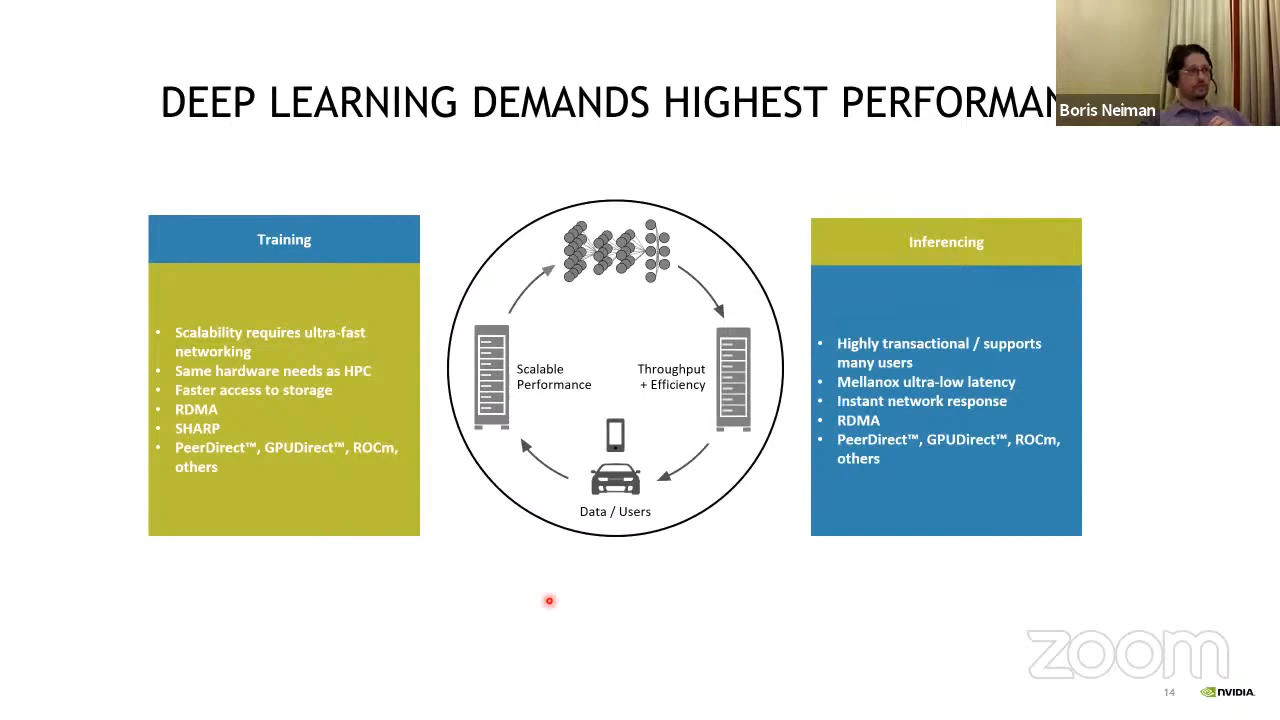 DEEP LEARNING DEMANDS HIGHEST PERFORMAN
Boris Neiman
Training
• Scalability requires ultra-fast
networking
• Same hardware needs as HPC
• Faster access to storage
• RDMA
• SHARP
• PeerDirect™, GPUDirect™, ROCm,
others
Scalable
Performance
Throughput
+ Efficiency
Data / Users
Inferencing
• Highly transactional / supports
many users
• Mellanox ultra-low latency
• Instant network response
• RDMA
• PeerDirect™, GPUDirect™, ROCm,
others
zoom
14
NVIDIA.